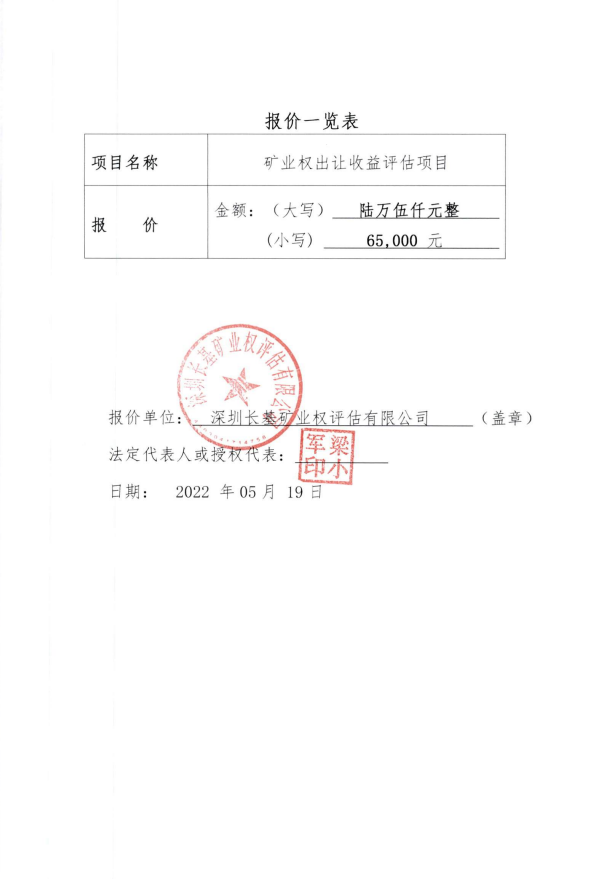 报价一览表
项目名称 矿业权出让收益评估项目
报 价 金额：（大写） 陆万伍仟元整
(小写) 65,000 元
深圳长基矿业权评估有限公司
报价单位： 深圳长基矿业权评估有限公司 （盖章）
法定代表人或授权代表：
梁小军印
日期： 2022 年 05 月 19 日